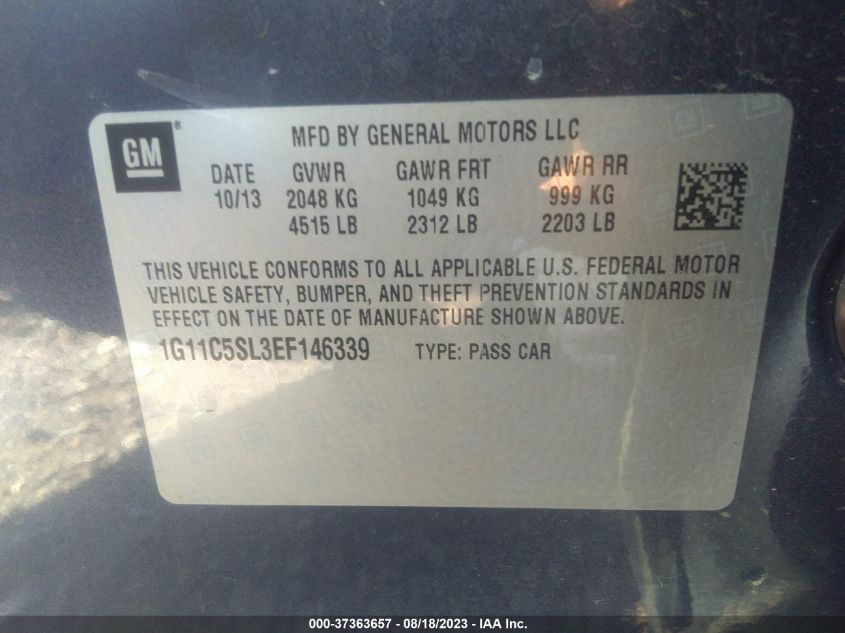 GM ®
MFD BY GENERAL MOTORS LLC
DATE GVWR GAWR FRT GAWR RR
10/13 2048 KG 1049 KG 999 KG
4515 LB 2312 LB 2203 LB
THIS VEHICLE CONFORMS TO ALL APPLICABLE U.S. FEDERAL MOTOR
VEHICLE SAFETY, BUMPER, AND THEFT PREVENTION STANDARDS IN
EFFECT ON THE DATE OF MANUFACTURE SHOWN ABOVE.
1G11C5SL3EF146339 TYPE: PASS CAR
000-37363657 - 08/18/2023 - IAA Inc.